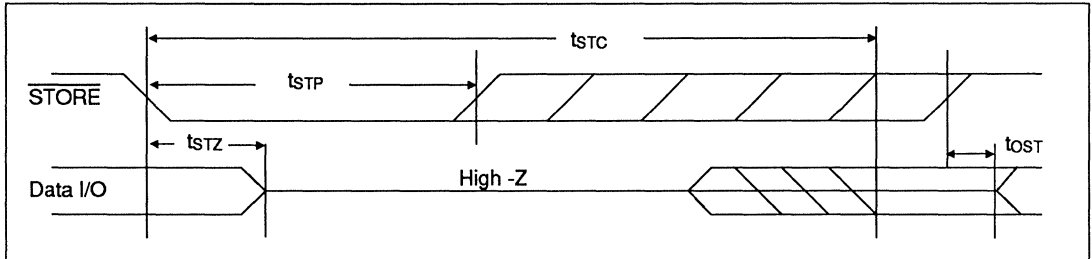 tSTC
tSTP
STORE
tSTZ
tOST
High -Z
Data I/O